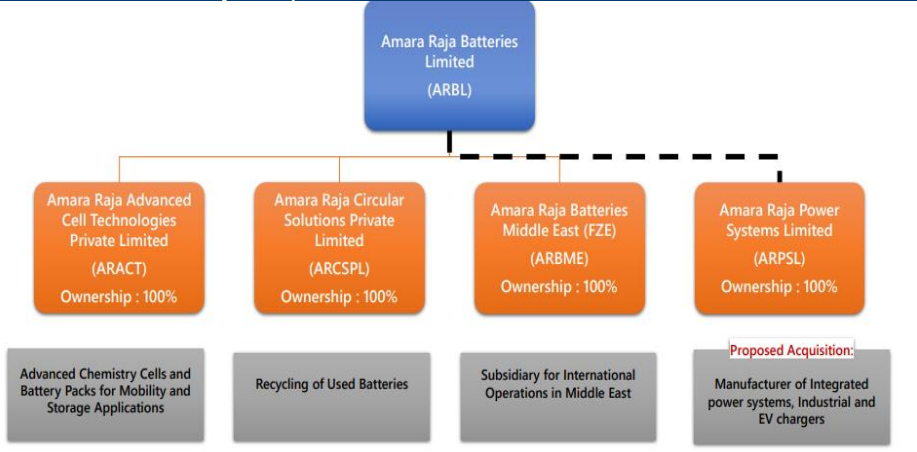 Amara Raja Batteries
Limited
(ARBL)
Amara Raja Advanced
Cell Technologies
Private Limited
(ARACT)
Ownership : 100%
Amara Raja Circular
Solutions Private
Limited
(ARCSPL)
Ownership : 100%
Amara Raja Batteries
Middle East (FZE)
(ARBME)
Ownership : 100%
Amara Raja Power
Systems Limited
(ARPSL)
Ownership : 100%
Advanced Chemistry Cells and
Battery Packs for Mobility and
Storage Applications
Recycling of Used Batteries
Subsidiary for International
Operations in Middle East
Proposed Acquisition:
Manufacturer of Integrated
power systems, Industrial and
EV chargers